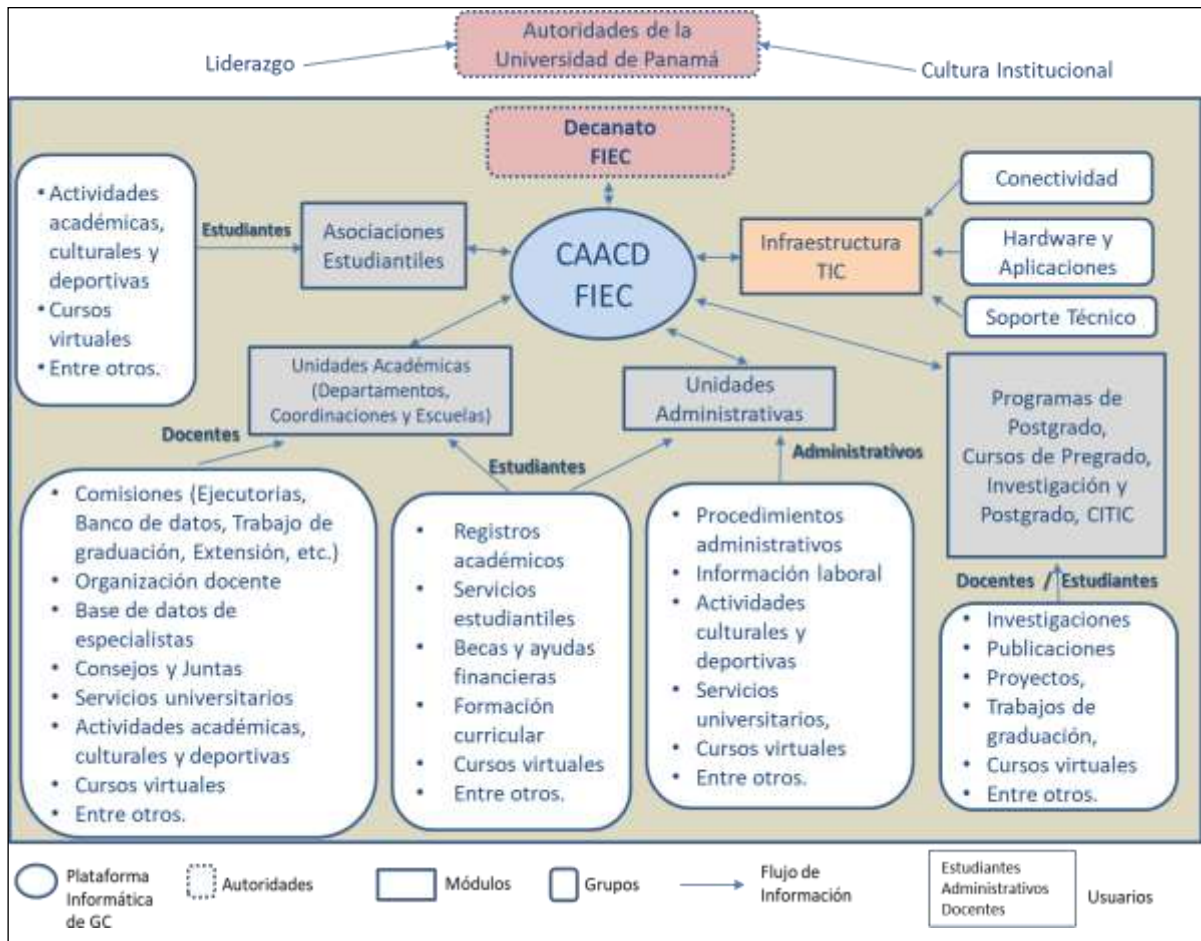 Autoridades de la
Universidad de Panamá
Liderazgo
Cultura Institucional
Decanato
FIEC
• Actividades
académicas,
culturales y
deportivas
• Cursos
virtuales
• Entre otros.
Estudiantes
Asociaciones
Estudiantiles
CAACD
FIEC
Infraestructura
TIC
Conectividad
Hardware y
Aplicaciones
Soporte Técnico
Unidades Académicas
(Departamentos,
Coordinaciones y Escuelas)
Unidades
Administrativas
Programas de
Postgrado,
Cursos de Pregrado,
Investigación y
Postgrado, CITIC
Docentes
Estudiantes
Administrativos
Docentes / Estudiantes
• Comisiones (Ejecutorias,
Banco de datos, Trabajo de
graduación, Extensión, etc.)
• Organización docente
• Base de datos de
especialistas
• Consejos y Juntas
• Servicios universitarios
• Actividades académicas,
culturales y deportivas
• Cursos virtuales
• Entre otros.
• Registros
académicos
• Servicios
estudiantiles
• Becas y ayudas
financieras
• Formación
curricular
• Cursos virtuales
• Entre otros.
• Procedimientos
administrativos
• Información laboral
• Actividades
culturales y
deportivas
• Servicios
universitarios,
• Cursos virtuales
• Entre otros.
• Investigaciones
• Publicaciones
• Proyectos,
• Trabajos de
graduación,
• Cursos virtuales
• Entre otros.
Plataforma
Informática
de GC
Autoridades
Módulos
Grupos
Flujo de
Información
Estudiantes
Administrativos
Docentes
Usuarios